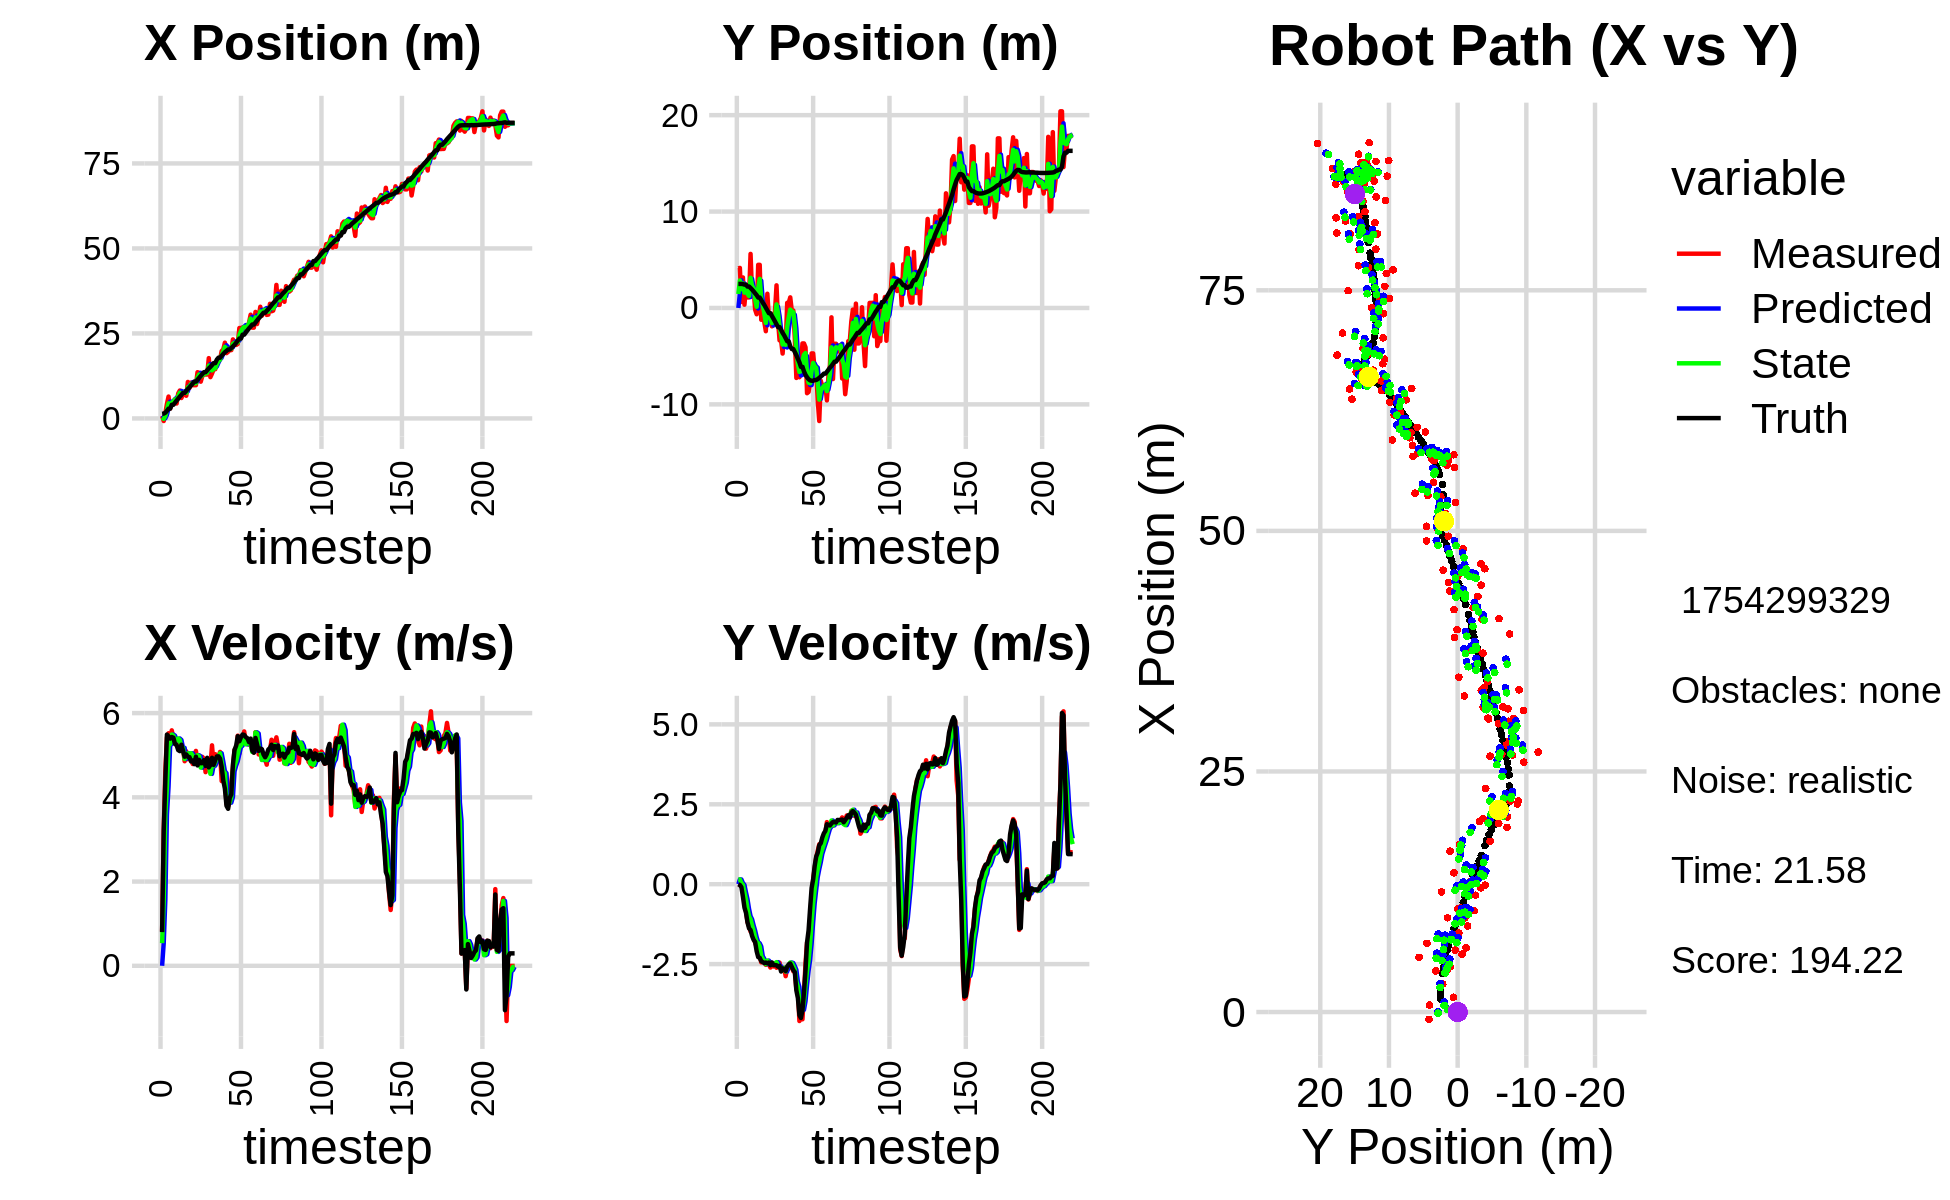 X Position (m)
75
50
25
0
0
50
100
150
200
timestep
Y Position (m)
20
10
0
-10
0
50
100
150
200
timestep
X Velocity (m/s)
6
4
2
0
0
50
100
150
200
timestep
Y Velocity (m/s)
5.0
2.5
0.0
-2.5
0
50
100
150
200
timestep
Robot Path (X vs Y)
X Position (m)
75
50
25
0
20
10
0
-10
-20
Y Position (m)
variable
Measured
Predicted
State
Truth
1754299329
Obstacles: none
Noise: realistic
Time: 21.58
Score: 194.22